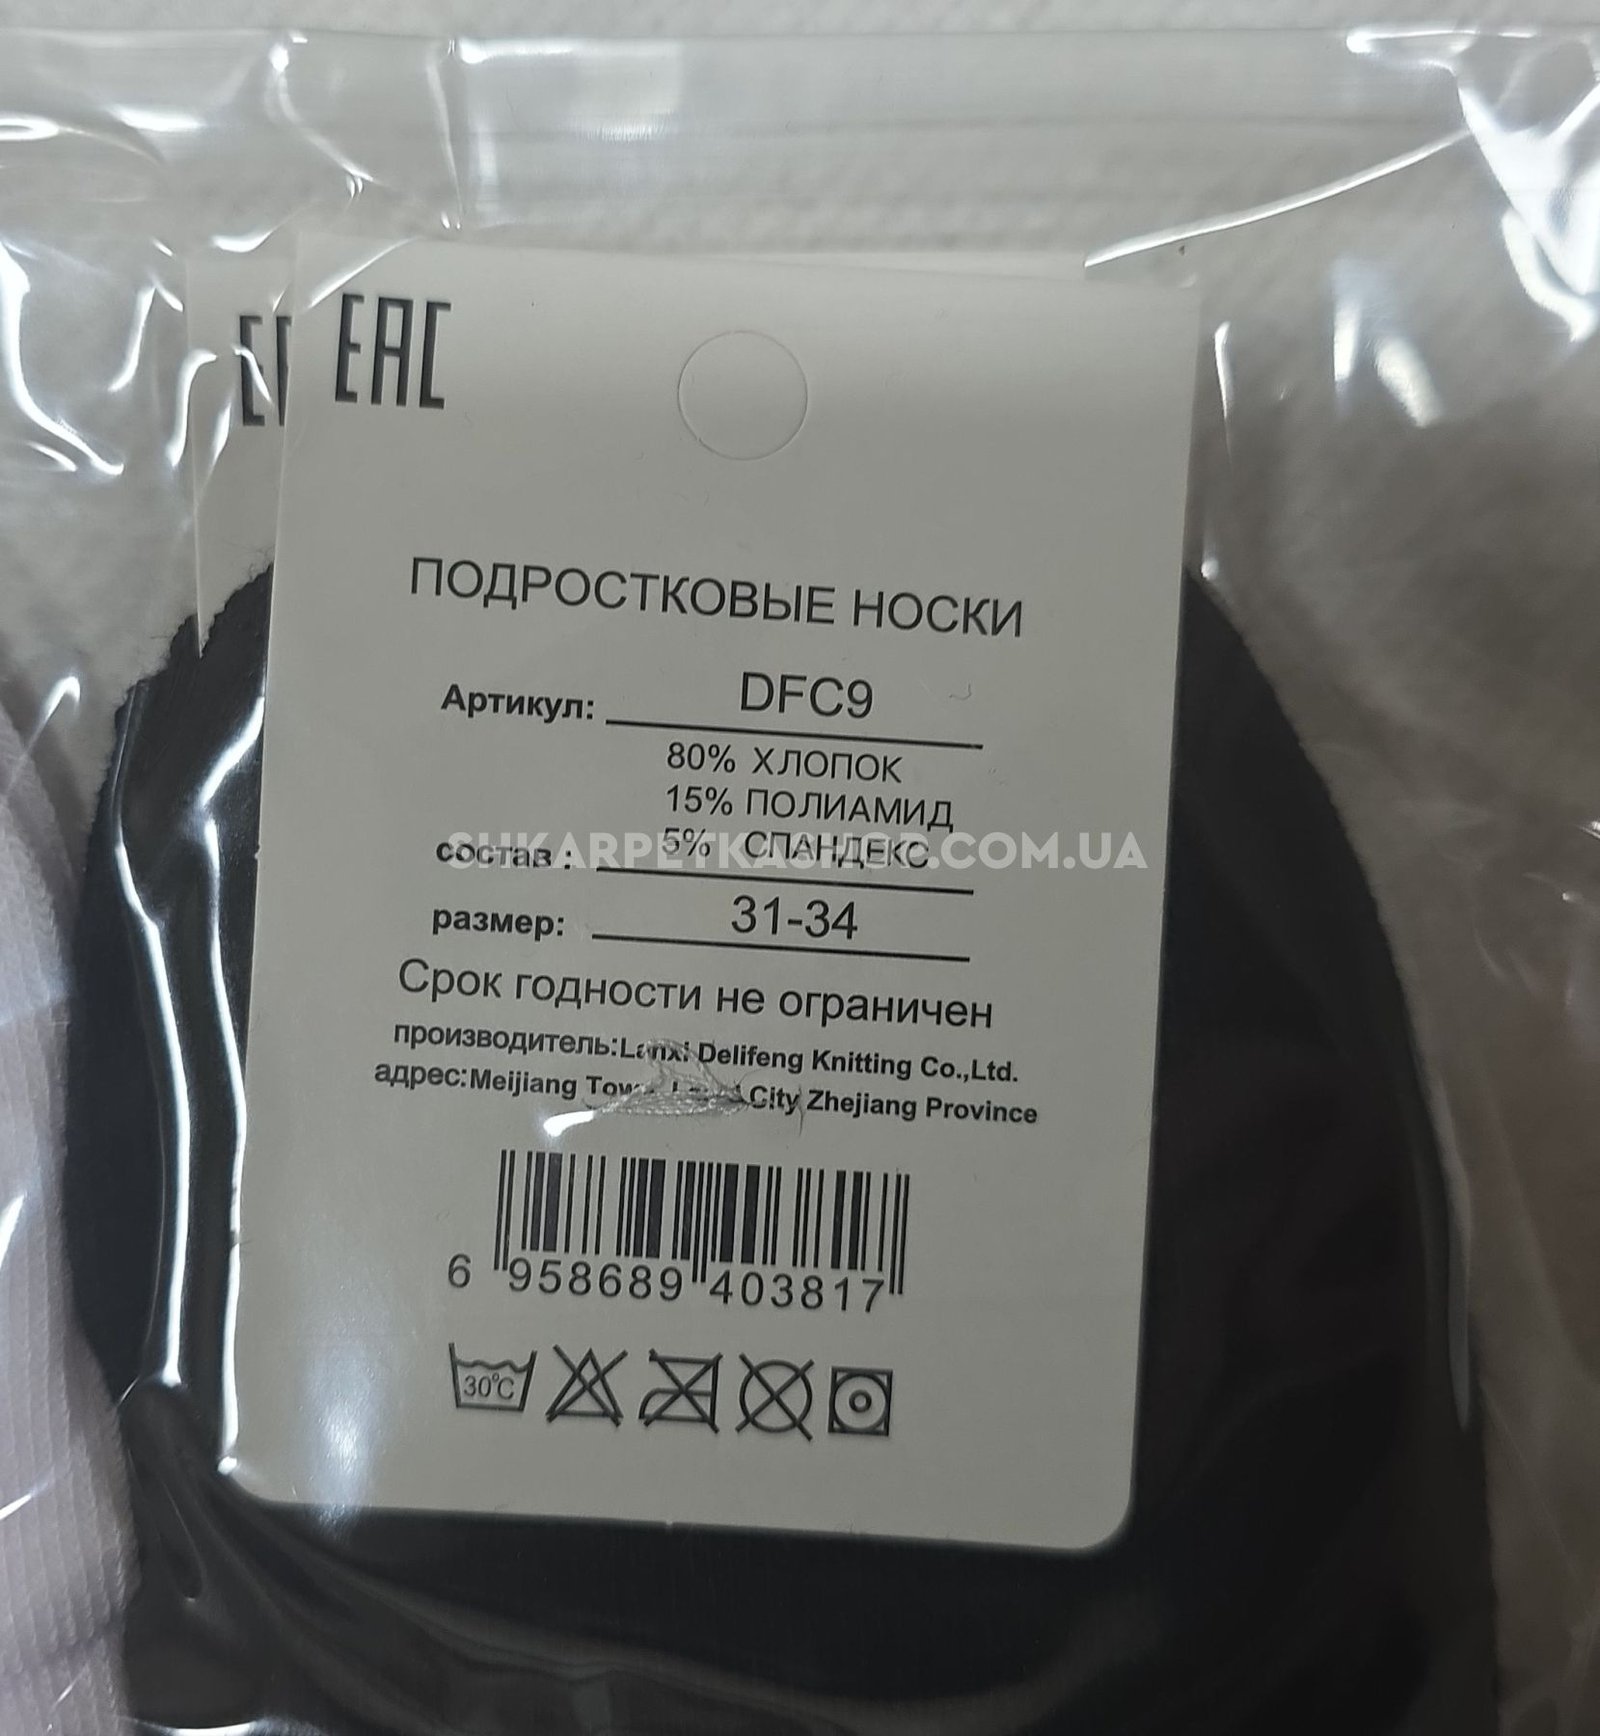 EAC
ПОДРОСТКОВЫЕ НОСКИ
Артикул: DFC9
80% ХЛОПОК
15% ПОЛИАМИД
состав : 5% СПАНДЕКС
SHKARPETKASHOP.COM.UA
размер: 31-34
Срок годности не ограничен
производитель:Lanxi Delifeng Knitting Co.,Ltd.
адрес:Meijiang City Zhejiang Province
6 958689 403817
30°C